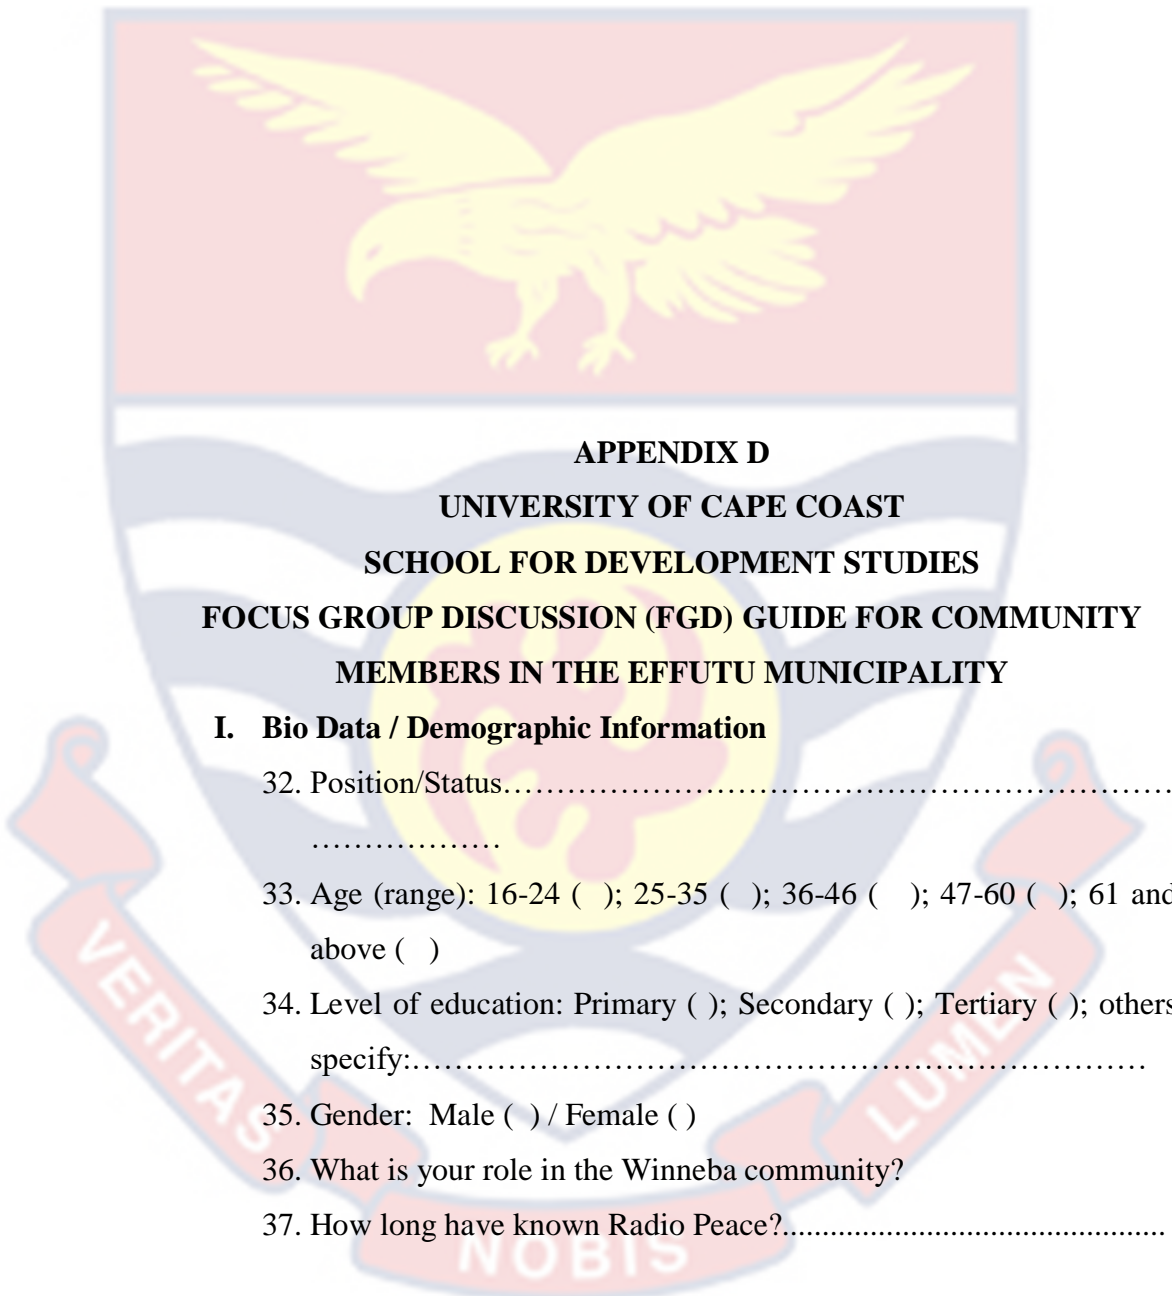 APPENDIX D
UNIVERSITY OF CAPE COAST
SCHOOL FOR DEVELOPMENT STUDIES
FOCUS GROUP DISCUSSION (FGD) GUIDE FOR COMMUNITY
MEMBERS IN THE EFFUTU MUNICIPALITY
I. Bio Data / Demographic Information
32. Position/Status……………………………………………………………
………………
33. Age (range): 16-24 ( ); 25-35 ( ); 36-46 ( ); 47-60 ( ); 61 and
above ( )
34. Level of education: Primary ( ); Secondary ( ); Tertiary ( ); others
specify:……………………………………………………………
35. Gender: Male ( ) / Female ( )
36. What is your role in the Winneba community?
37. How long have known Radio Peace?................................................
VERITAS
NOBIS
LUMEN